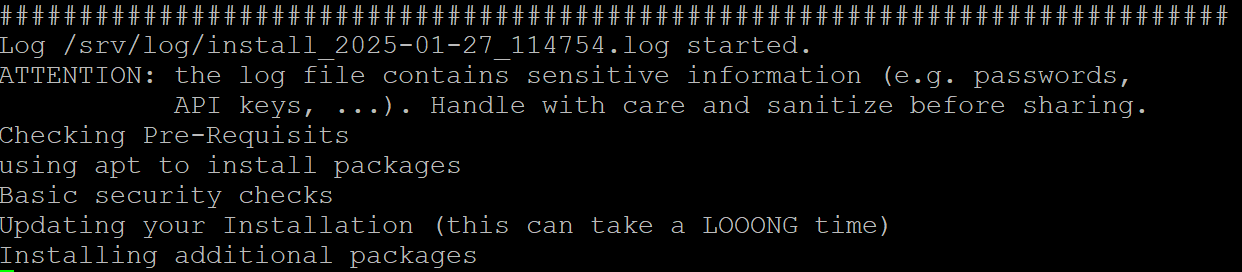 #############################################################################
Log /srv/log/install_2025-01-27_114754.log started.
ATTENTION: the log file contains sensitive information (e.g. passwords,
           API keys, ...). Handle with care and sanitize before sharing.
Checking Pre-Requisits
using apt to install packages
Basic security checks
Updating your Installation (this can take a LOOONG time)
Installing additional packages